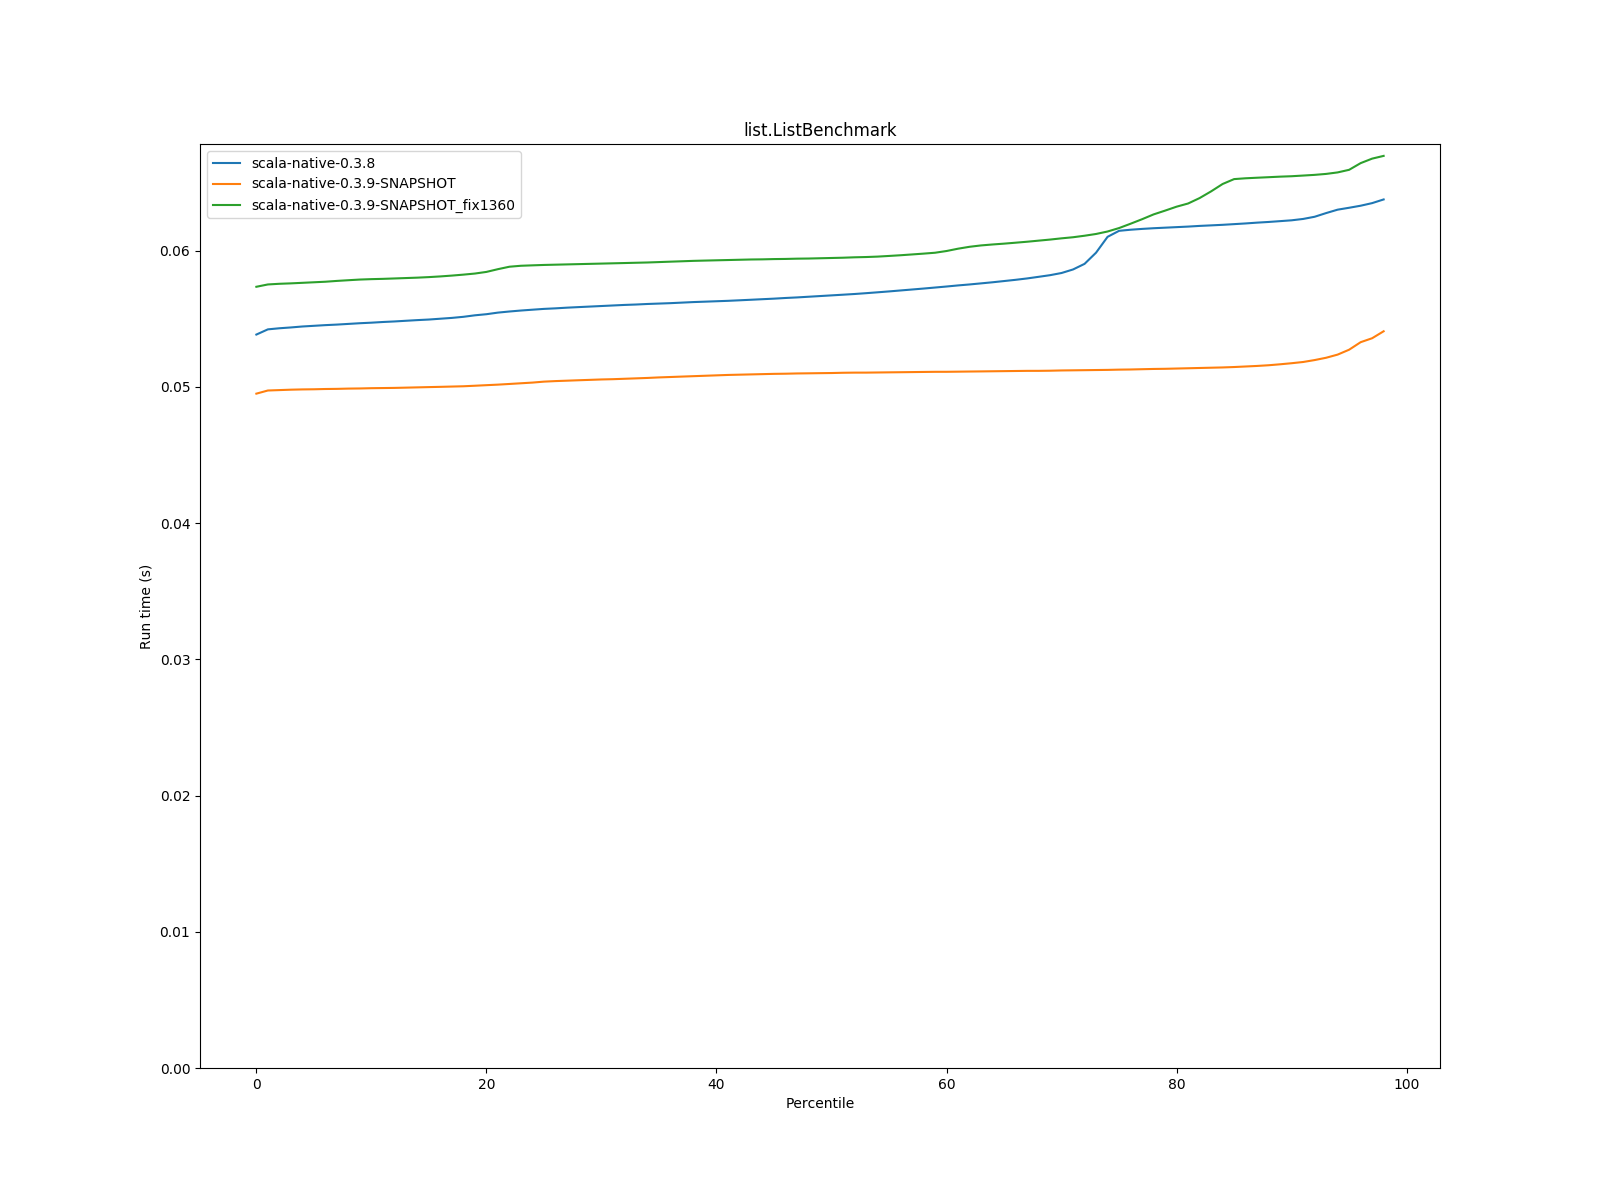 list.ListBenchmark
scala-native-0.3.8
scala-native-0.3.9-SNAPSHOT
scala-native-0.3.9-SNAPSHOT_fix1360
0.06
0.05
0.04
0.03
0.02
0.01
0.00
Run time (s)
0 20 40 60 80 100
Percentile